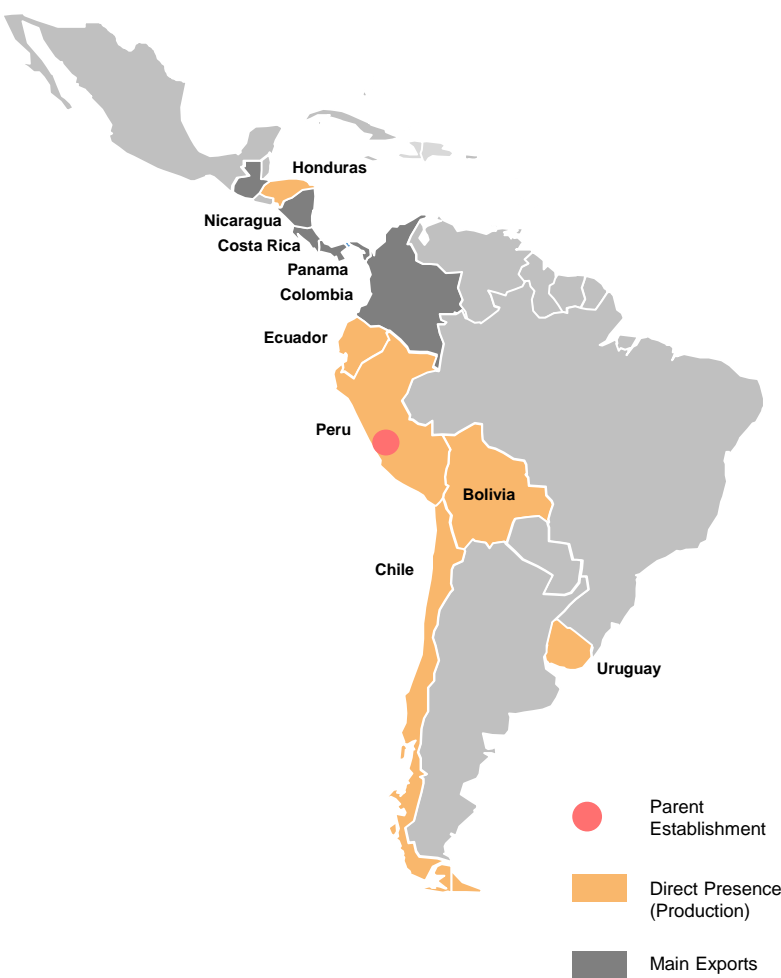 Honduras
Nicaragua
Costa Rica
Panama
Colombia
Ecuador
Peru
Bolivia
Chile
Uruguay
Parent
Establishment
Direct Presence
(Production)
Main Exports